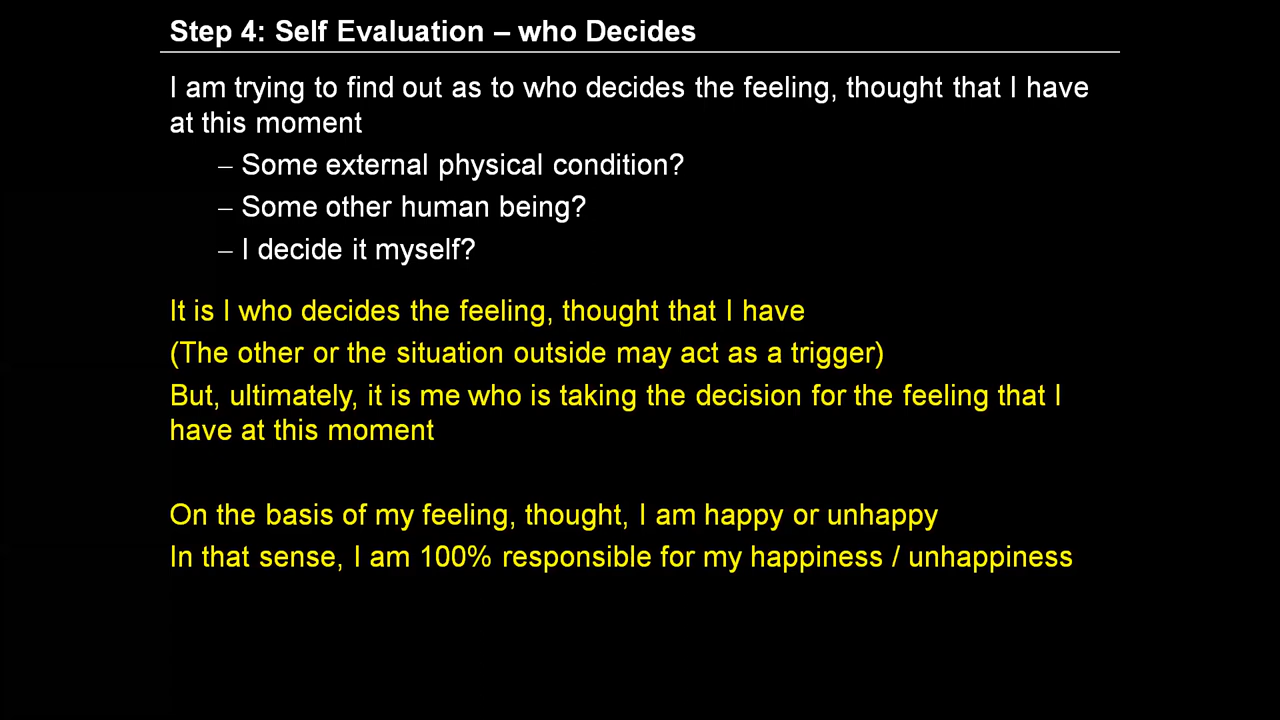 Step 4: Self Evaluation – who Decides
I am trying to find out as to who decides the feeling, thought that I have
at this moment
– Some external physical condition?
– Some other human being?
– I decide it myself?
It is I who decides the feeling, thought that I have
(The other or the situation outside may act as a trigger)
But, ultimately, it is me who is taking the decision for the feeling that I
have at this moment
On the basis of my feeling, thought, I am happy or unhappy
In that sense, I am 100% responsible for my happiness / unhappiness